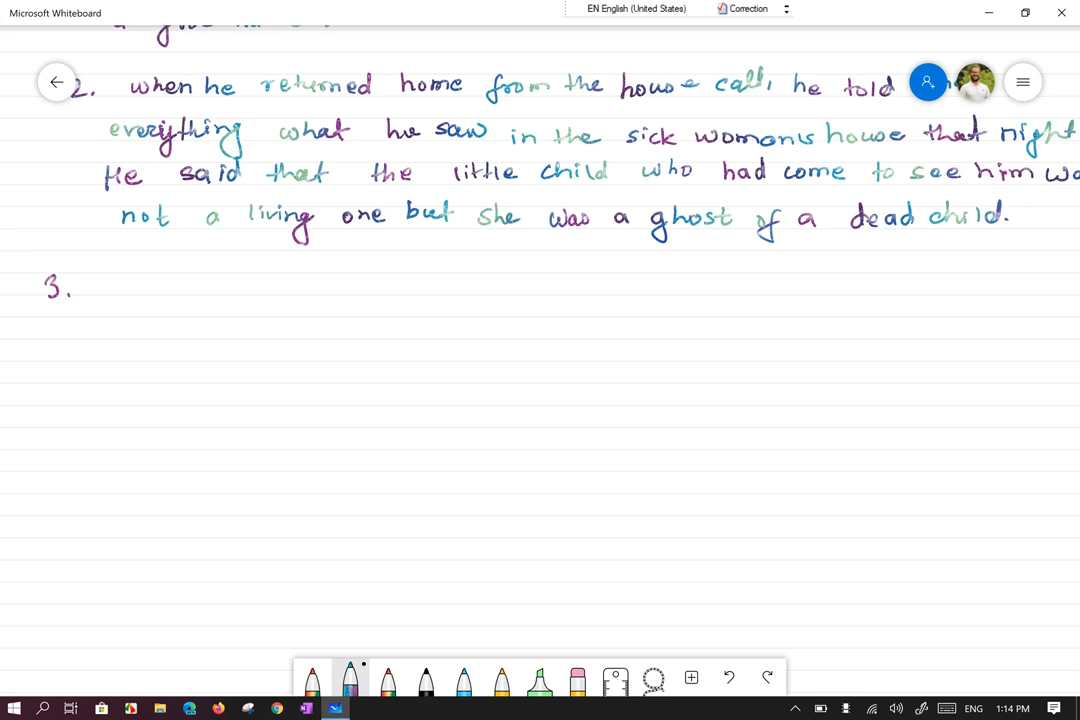 Microsoft Whiteboard
EN English (United States) Correction
2. when he returned home from the house call, he told
everything what he saw in the sick woman's house that night
He said that the little child who had come to see him
not a living one but she was a ghost of a dead child.
3.
ENG 1:14 PM